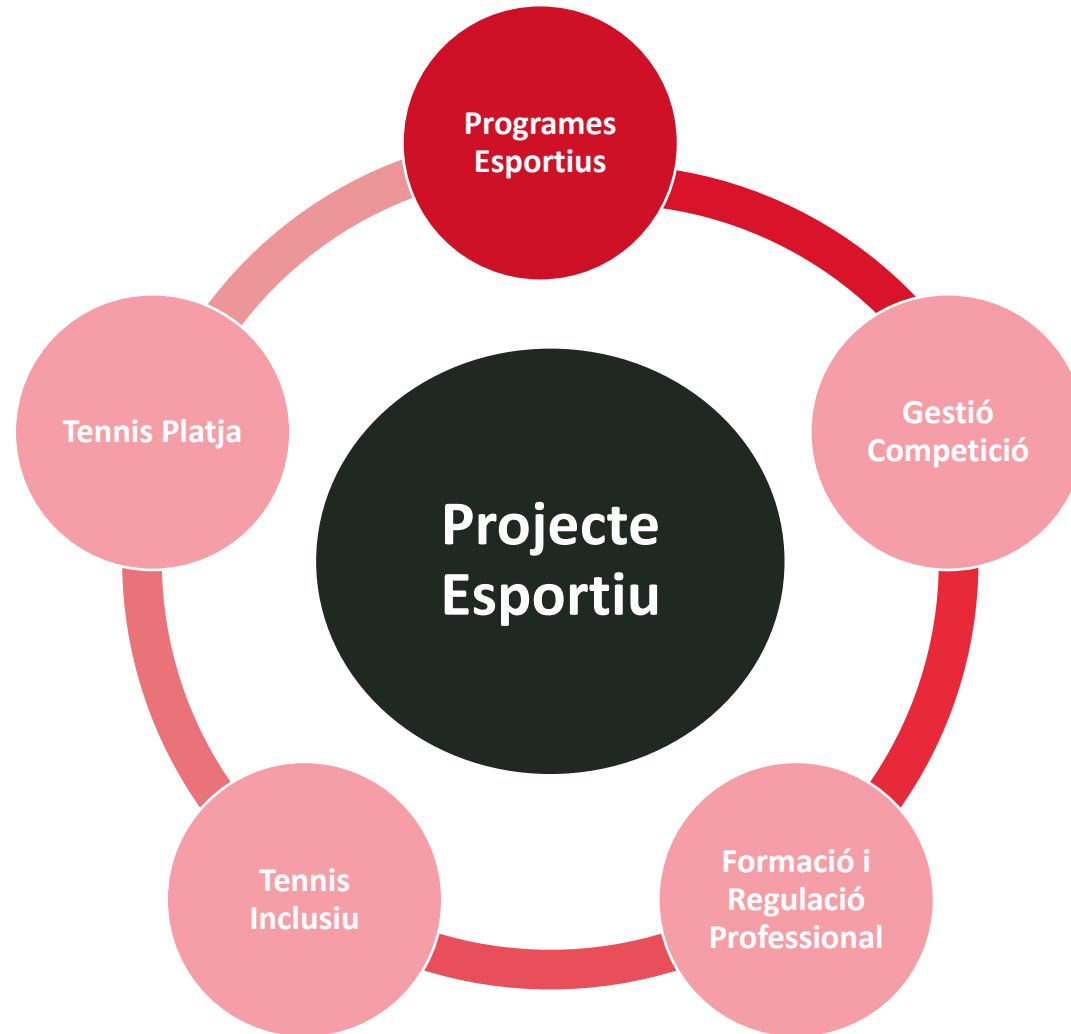 Programes
Esportius
Gestió
Competició
Formació i
Regulació
Professional
Tennis
Inclusiu
Tennis Platja
Projecte
Esportiu